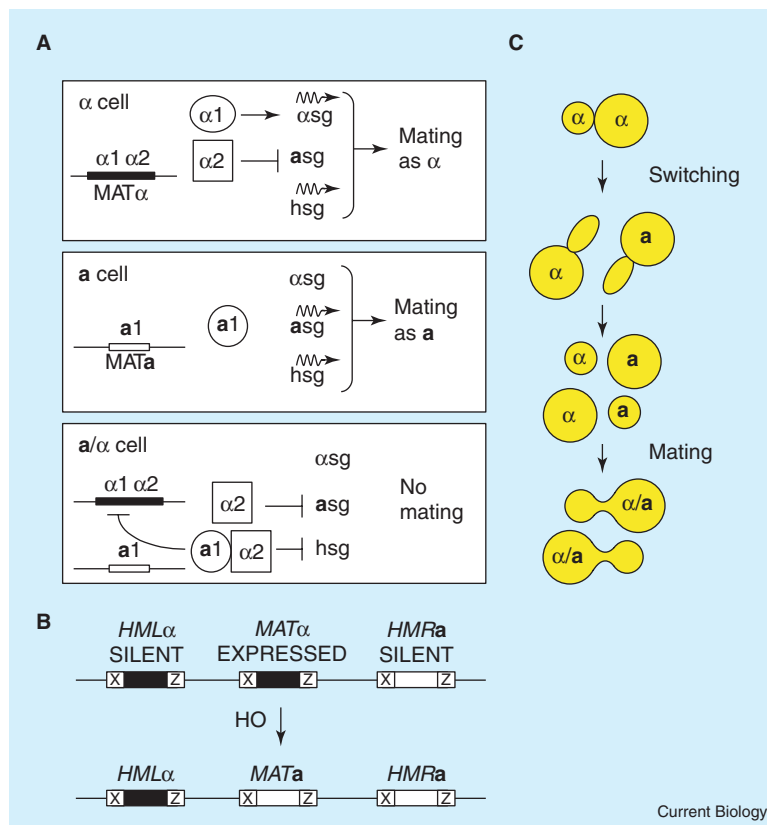 A
α cell
α1 α2
MATα
α1
αsg
α2
asg
hsg
Mating
as α
a cell
a1
MATa
a1
αsg
asg
hsg
Mating
as a
a/α cell
α1 α2
a1
α2
a1
α2
αsg
asg
hsg
No
mating
B
HMLα
SILENT
MATα
EXPRESSED
HMRa
SILENT
X Z X Z X Z
HO
HMLα MATa HMRa
X Z X Z X Z
C
α α
Switching
α a
α a
α a
Mating
α/a
α/a
Current Biology